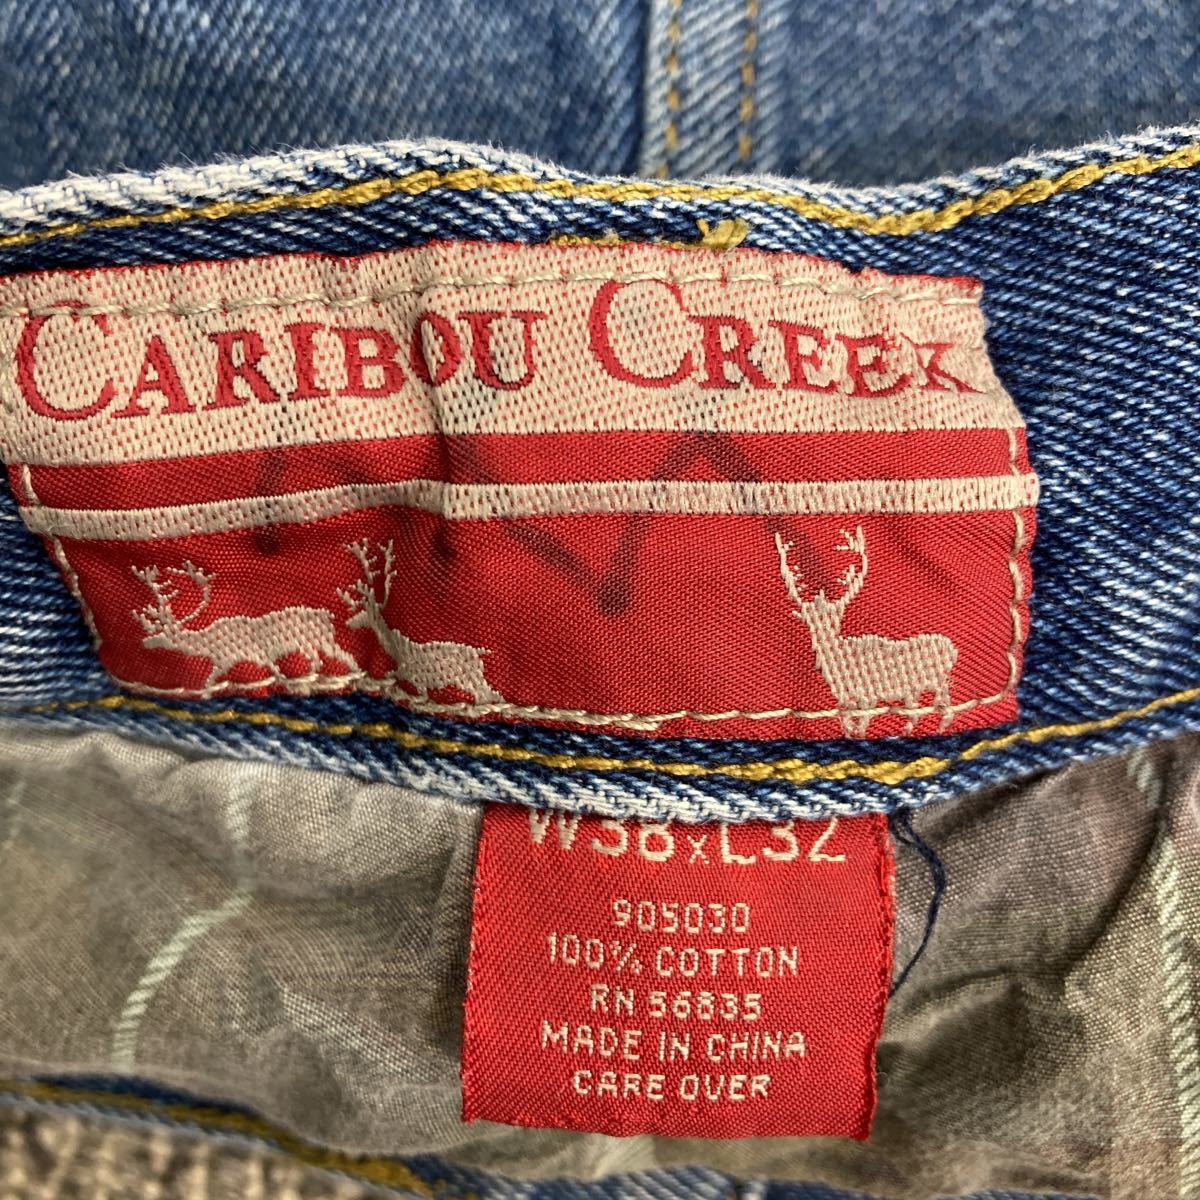 CARIBOU CREEK
W38xL32
905030
100% COTTON
RN 56835
MADE IN CHINA
CARE OVER